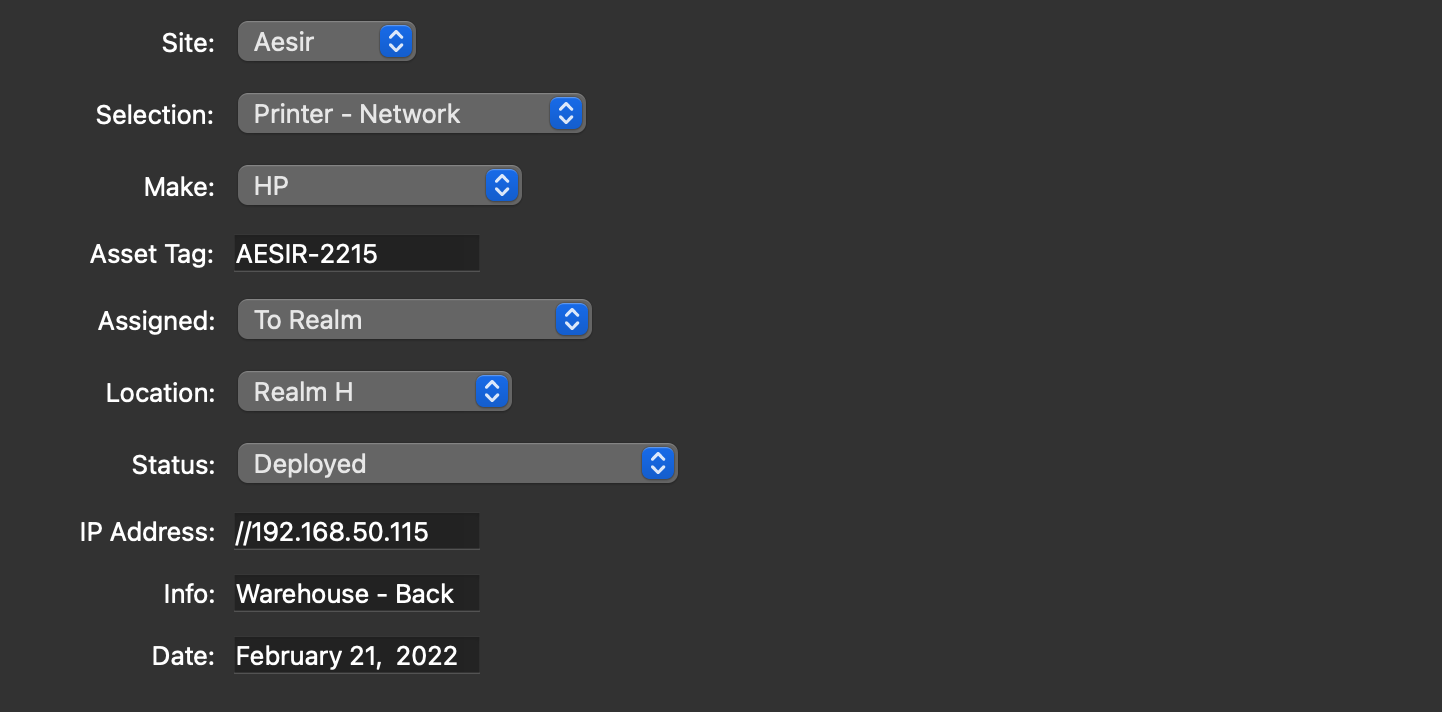 Site: Aesir
Selection: Printer - Network
Make: HP
Asset Tag: AESIR-2215
Assigned: To Realm
Location: Realm H
Status: Deployed
IP Address: //192.168.50.115
Info: Warehouse - Back
Date: February 21,  2022